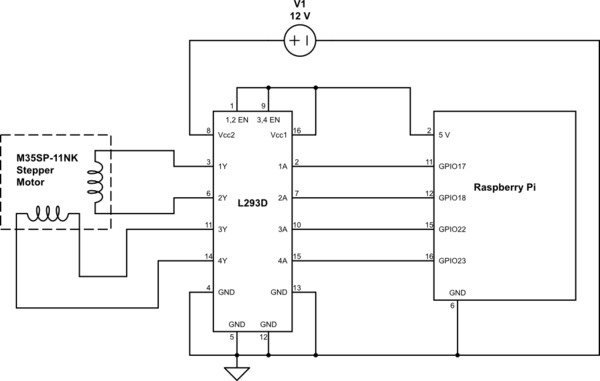 V1
12 V
1
9
1,2 EN
3,4 EN
8
Vcc2
Vcc1
16
2
5 V
M35SP-11NK
Stepper
Motor
3
1Y
1A
2
11
GPIO17
Raspberry Pi
6
2Y
2A
7
12
GPIO18
L293D
11
3Y
3A
10
15
GPIO22
14
4Y
4A
15
16
GPIO23
4
GND
GND
13
GND
6
GND
GND
5
12